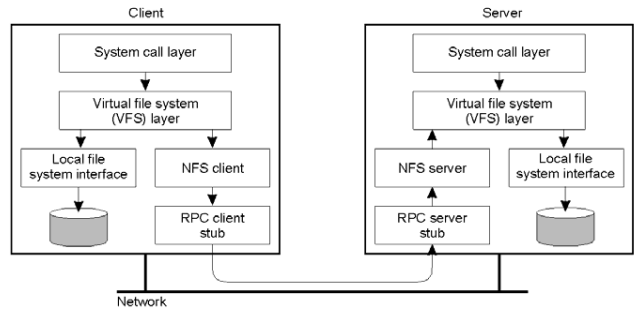 Client
System call layer
Virtual file system
(VFS) layer
Local file
system interface
NFS client
RPC client
stub
Server
System call layer
Virtual file system
(VFS) layer
NFS server
Local file
system interface
RPC server
stub
Network